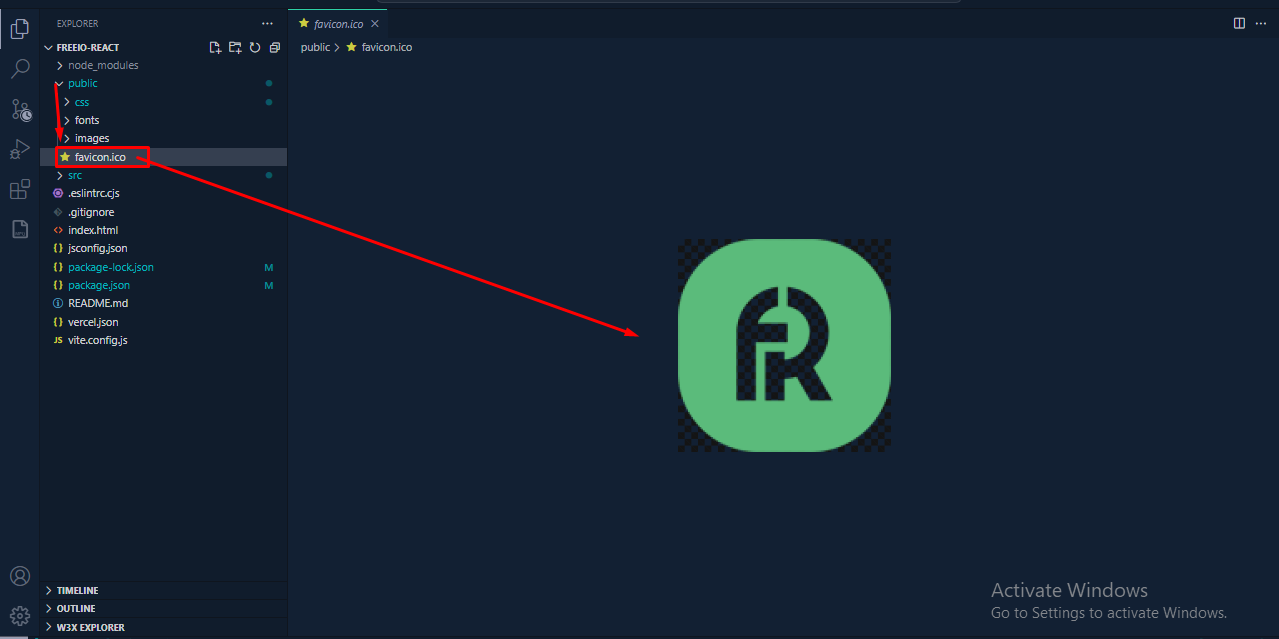 EXPLORER
FREEIO-REACT
node_modules
public
css
fonts
images
favicon.ico
src
.eslintrc.cjs
.gitignore
index.html
jsconfig.json
package-lock.json M
package.json M
README.md
vercel.json
JS vite.config.js
TIMELINE
OUTLINE
W3X EXPLORER
favicon.ico
public > favicon.ico
FR
Activate Windows
Go to Settings to activate Windows.